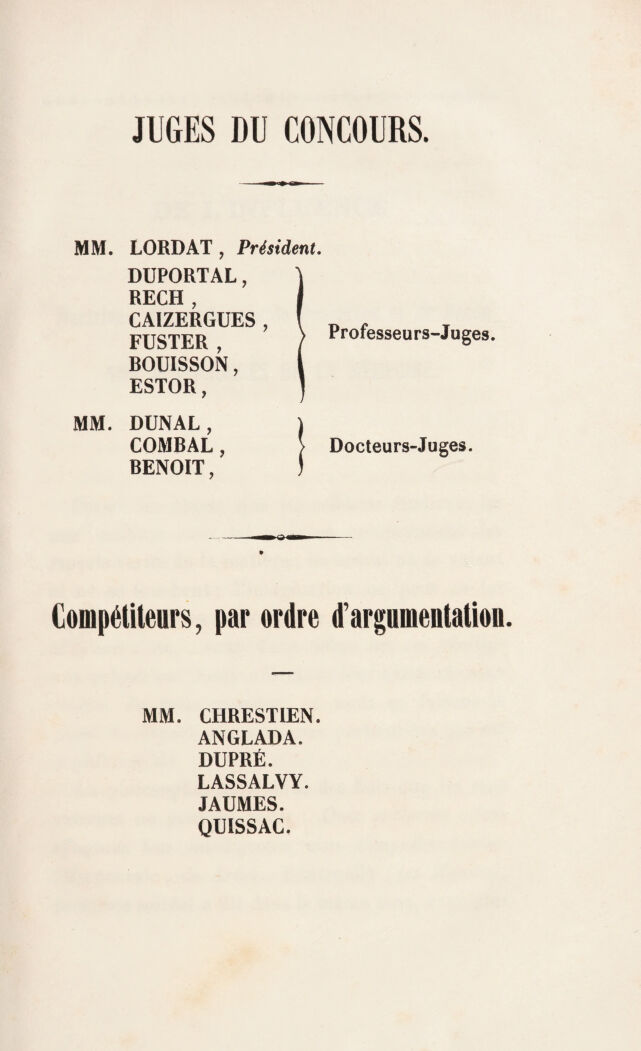 JUGES DU CONCOURS.
MM. LORDAT, Président.
DUPORTAL,
RECH,
CAIZERGUES,
FUSTER,
BOUISSON,
ESTOR,
Professeurs-Juges.
MM. DUNAL,
COMBAL,
BENOIT,
Docteurs-Juges.
Compétiteurs, par ordre d'argumentation.
MM. CHRESTIEN.
ANGLADA.
DUPRÉ.
LASSALVY.
JAUMES.
QUISSAC.